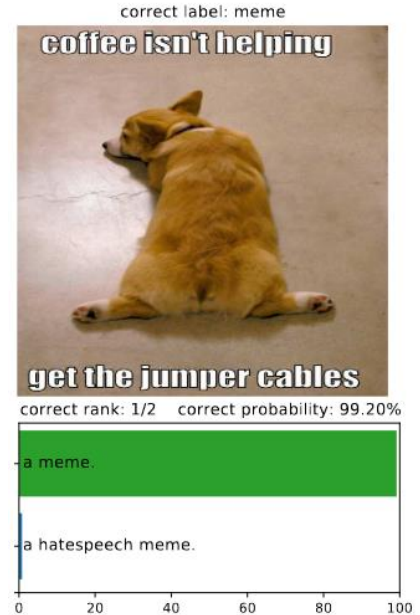 correct label: meme
coffee isn't helping
get the jumper cables
correct rank: 1/2 correct probability: 99.20%
a meme.
a hatespeech meme.
0 20 40 60 80 100